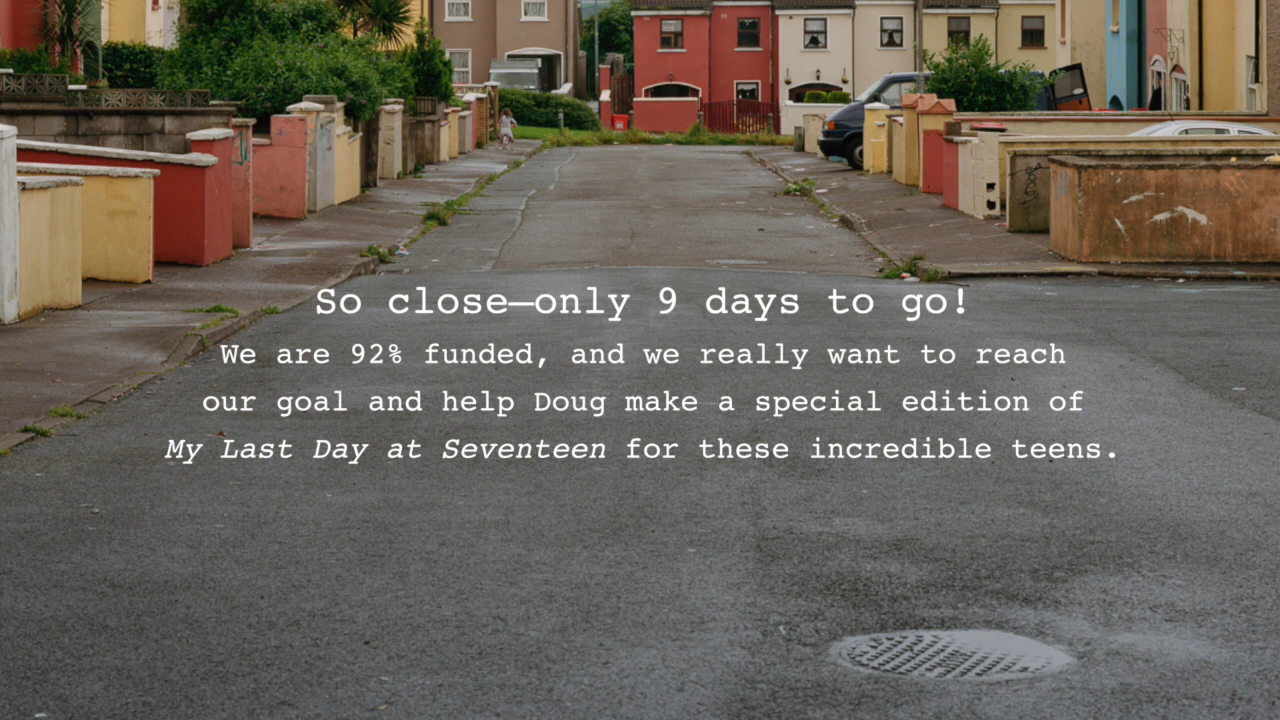 So close—only 9 days to go!
We are 92% funded, and we really want to reach
our goal and help Doug make a special edition of
My Last Day at Seventeen for these incredible teens.